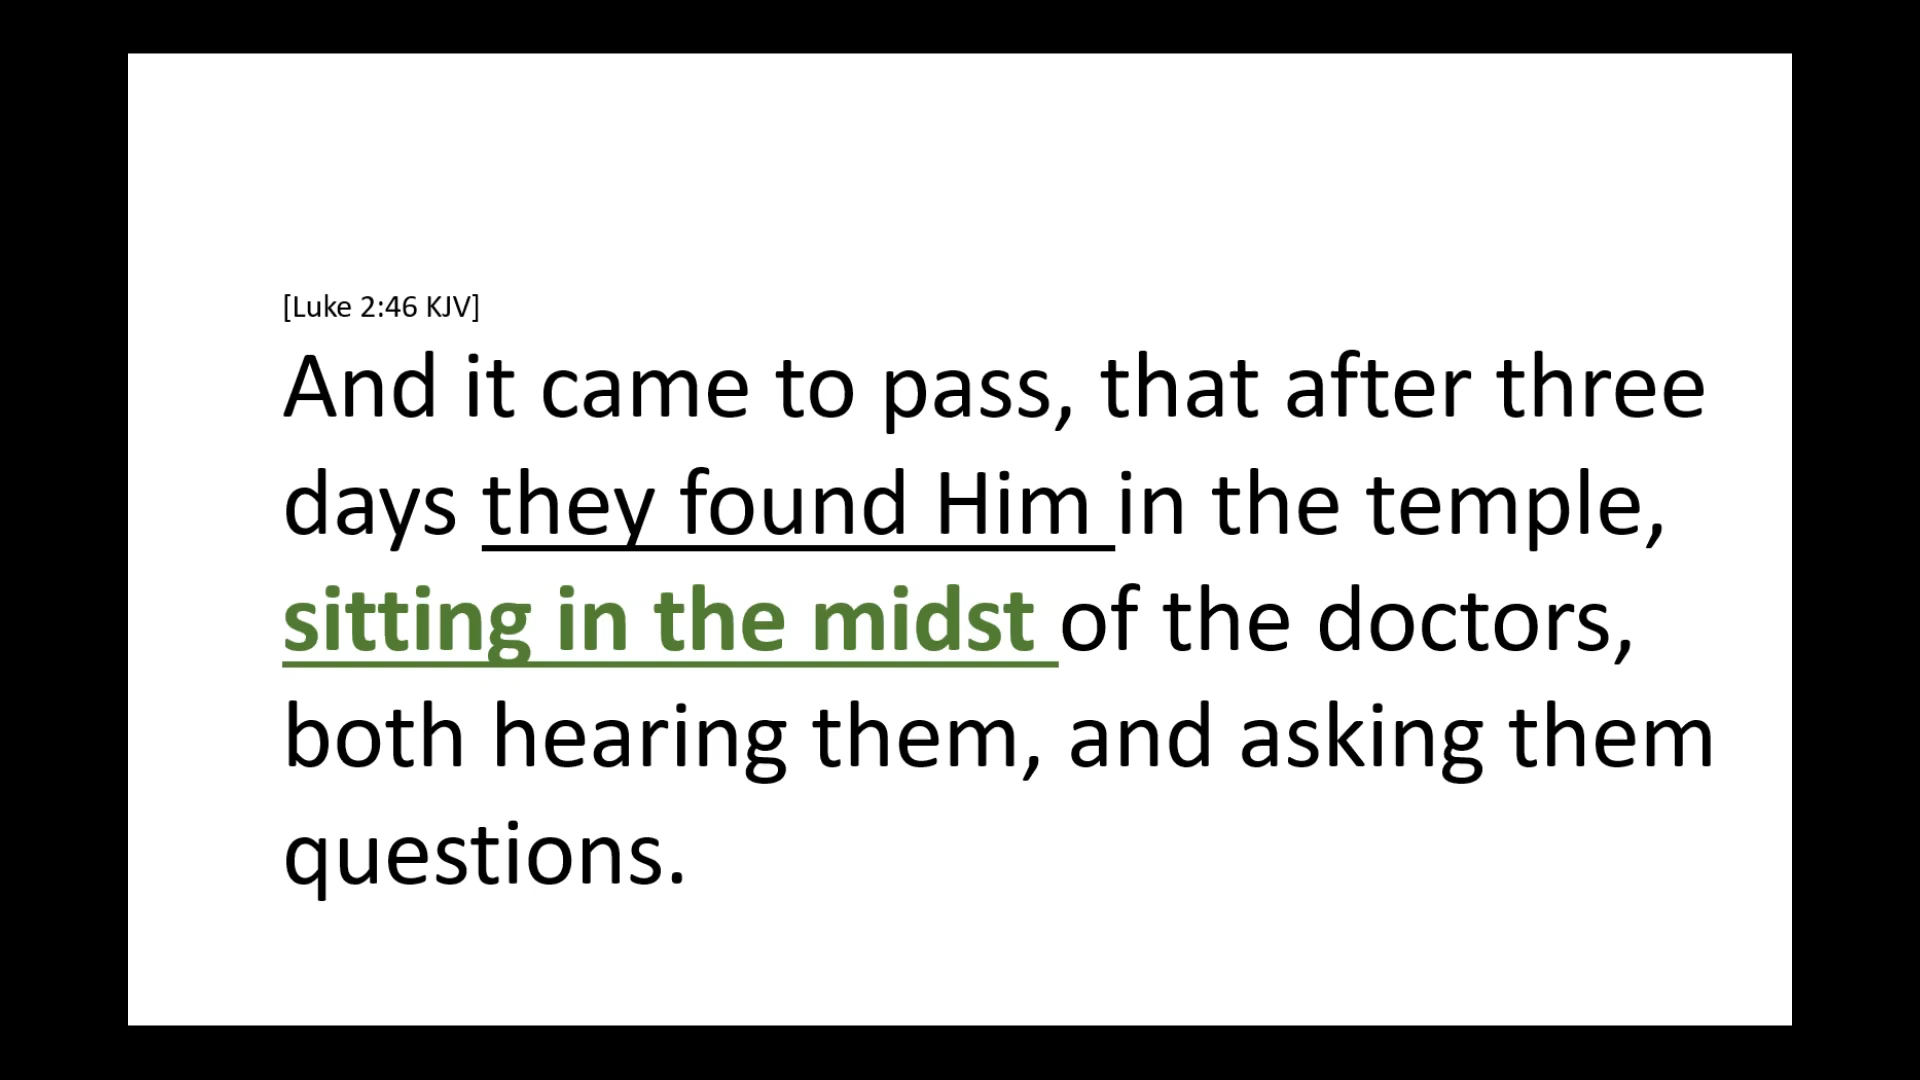 [Luke 2:46 KJV]
And it came to pass, that after three
days they found Him in the temple,
sitting in the midst of the doctors,
both hearing them, and asking them
questions.